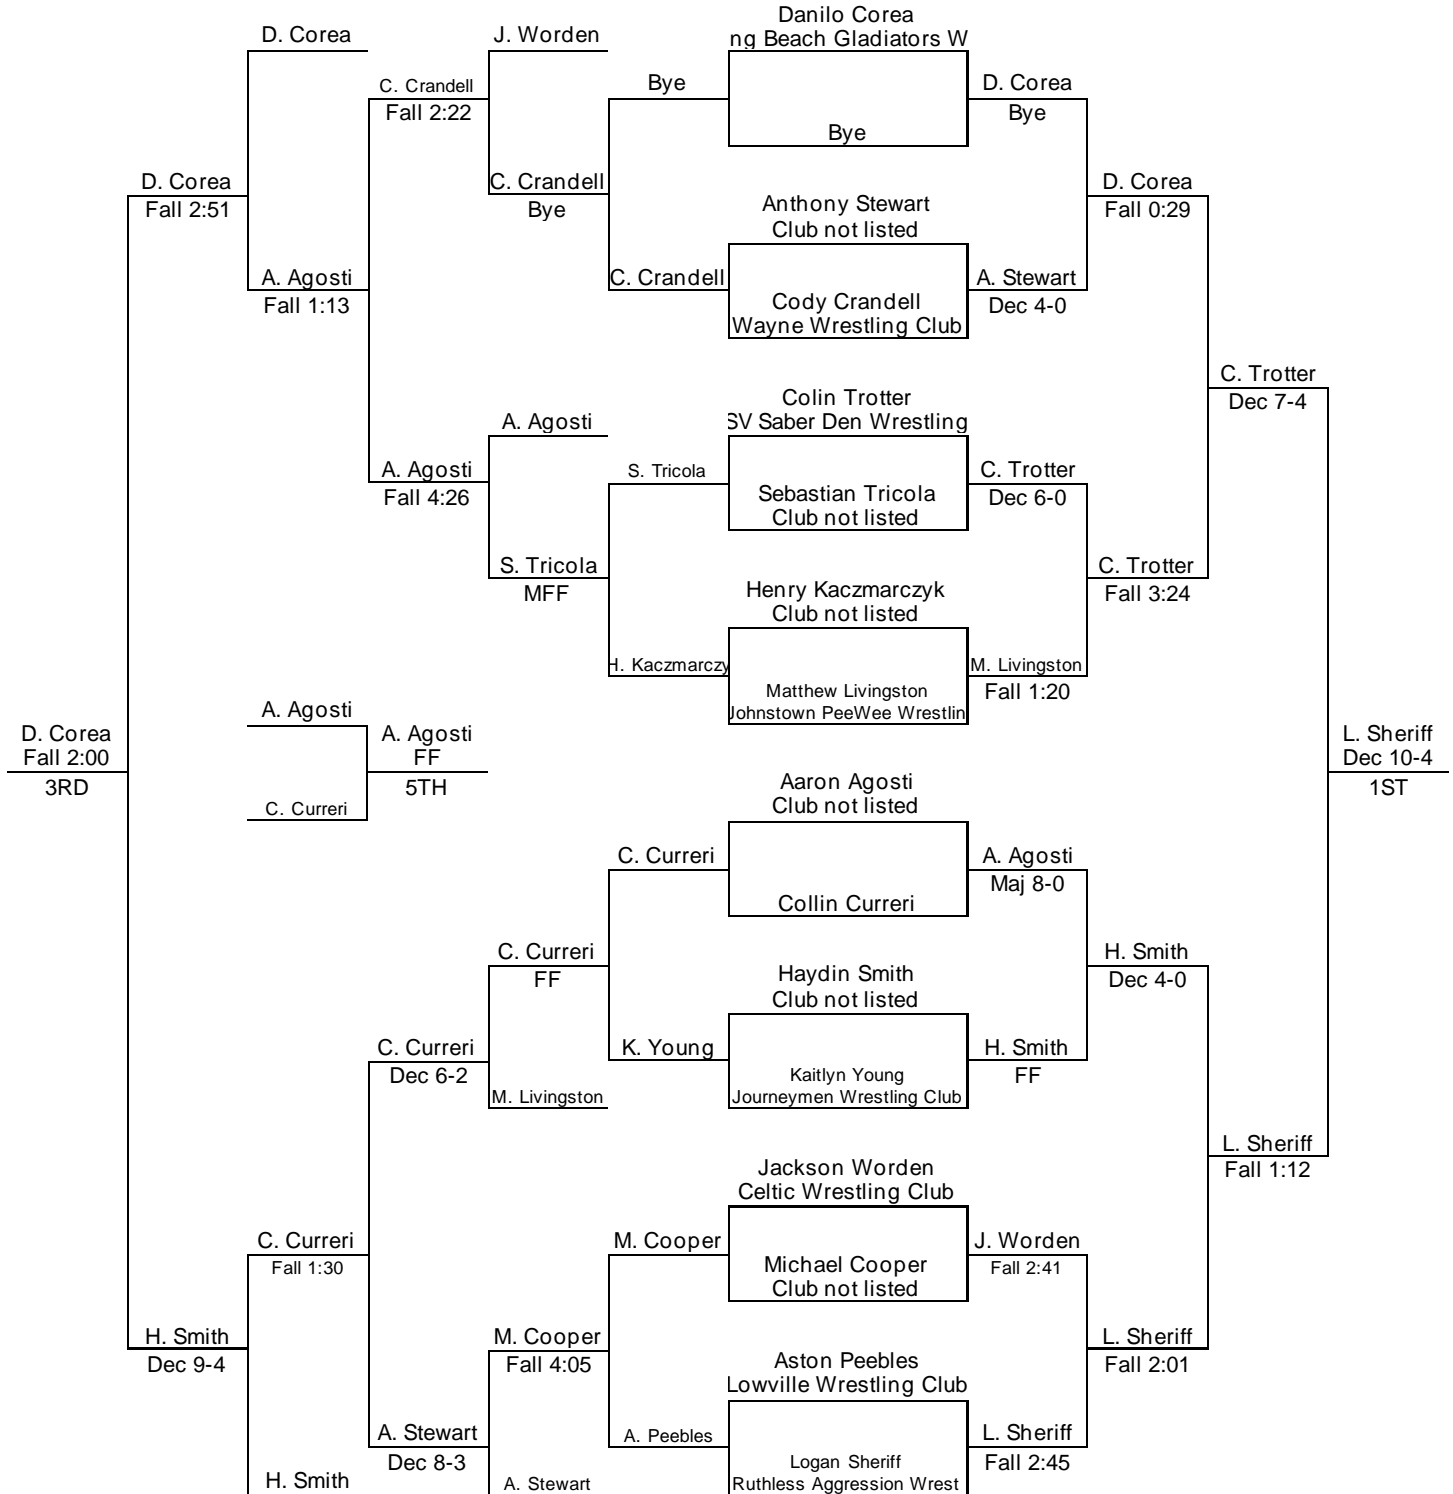 Danilo Corea
D. Corea
J. Worden
ng Beach Gladiators W
C. Crandell
Fall 2:22
Bye
D. Corea
Bye
Bye
D. Corea
Fall 2:51
C. Crandell
Bye
Anthony Stewart
Club not listed
D. Corea
Fall 0:29
A. Agosti
Fall 1:13
C. Crandell
Cody Crandell
Wayne Wrestling Club
A. Stewart
Dec 4-0
C. Trotter
Dec 7-4
Colin Trotter
SV Saber Den Wrestling
A. Agosti
A. Agosti
Fall 4:26
S. Tricola
Sebastian Tricola
Club not listed
C. Trotter
Dec 6-0
S. Tricola
MFF
Henry Kaczmarczyk
Club not listed
C. Trotter
Fall 3:24
H. Kaczmarczy
Matthew Livingston
Johnstown PeeWee Wrestlin
M. Livingston
Fall 1:20
A. Agosti
D. Corea
Fall 2:00
3RD
A. Agosti
FF
5TH
C. Curreri
L. Sheriff
Dec 10-4
1ST
Aaron Agosti
Club not listed
C. Curreri
Collin Curreri
A. Agosti
Maj 8-0
C. Curreri
FF
Haydin Smith
Club not listed
H. Smith
Dec 4-0
C. Curreri
Dec 6-2
K. Young
Kaitlyn Young
Journeymen Wrestling Club
H. Smith
FF
M. Livingston
L. Sheriff
Fall 1:12
Jackson Worden
Celtic Wrestling Club
C. Curreri
Fall 1:30
M. Cooper
Michael Cooper
Club not listed
J. Worden
Fall 2:41
H. Smith
Dec 9-4
M. Cooper
Fall 4:05
Aston Peebles
Lowville Wrestling Club
L. Sheriff
Fall 2:01
A. Stewart
Dec 8-3
A. Peebles
Logan Sheriff
Ruthless Aggression Wrest
L. Sheriff
Fall 2:45
H. Smith
A. Stewart